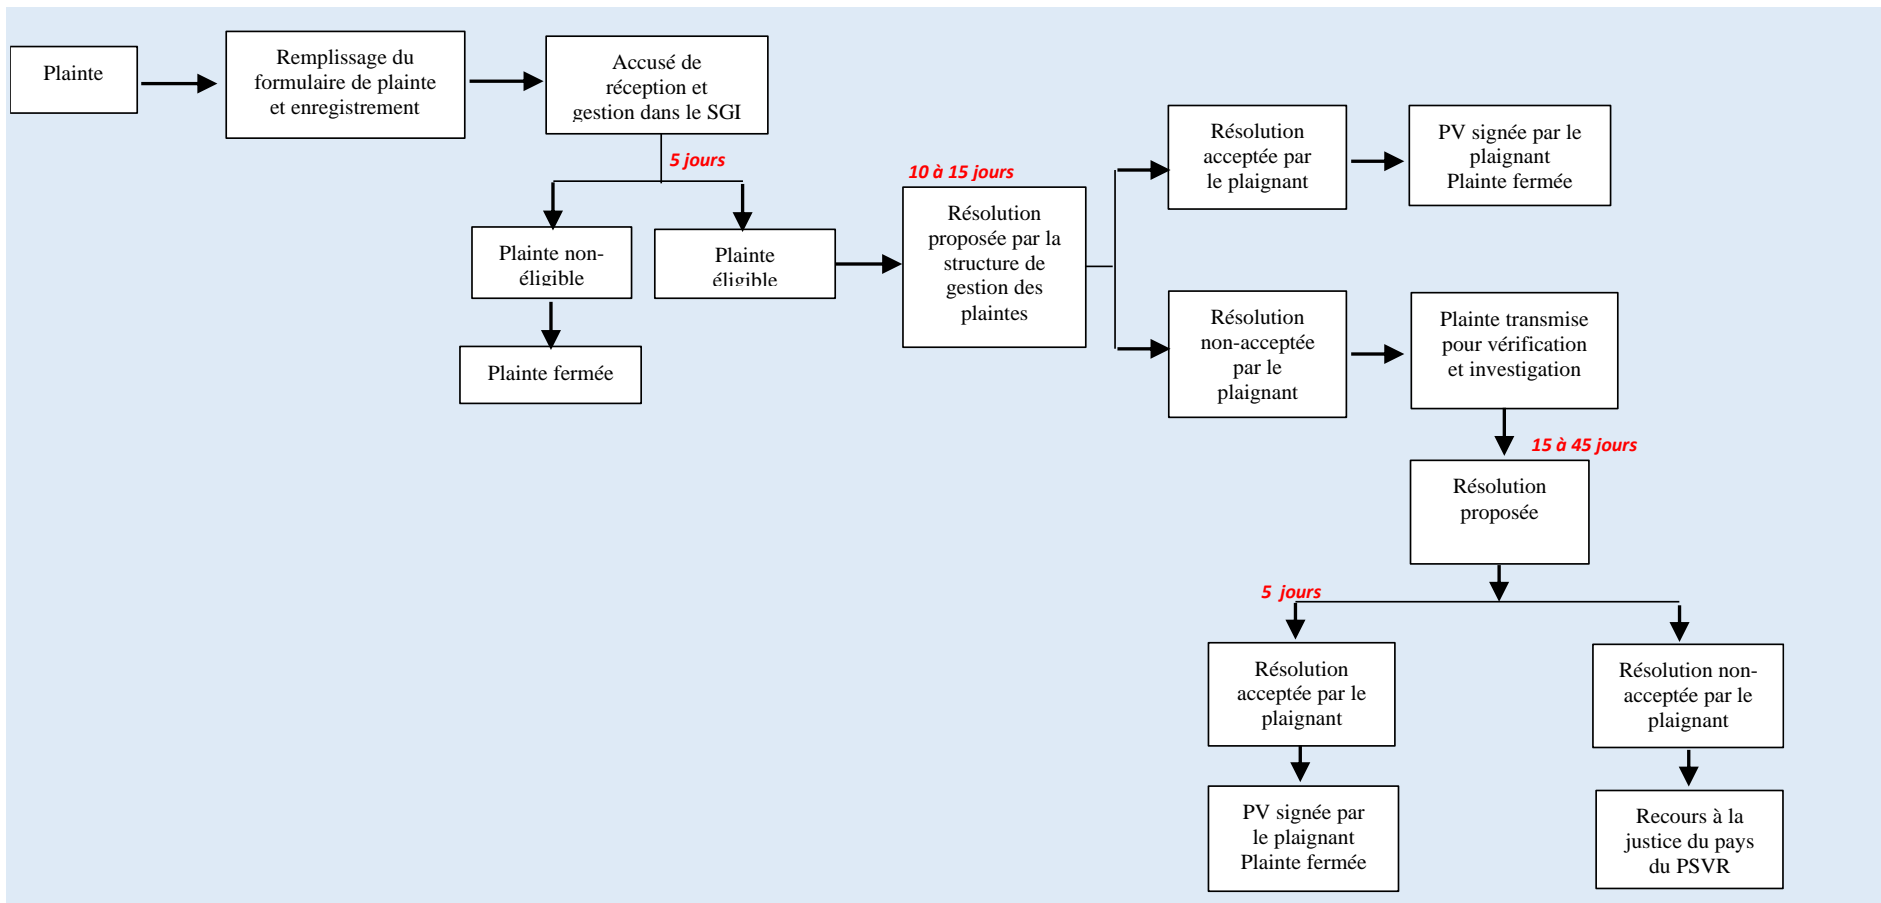 Plainte
Remplissage du
formulaire de plainte
et enregistrement
Accusé de
réception et
gestion dans le SGI
5 jours
Plainte non-
éligible
Plainte fermée
Plainte
éligible
10 à 15 jours
Résolution
proposée par la
structure de
gestion des
plaintes
Résolution
acceptée par
le plaignant
PV signée par le
plaignant
Plainte fermée
Résolution
non-acceptée
par le
plaignant
Plainte transmise
pour vérification
et investigation
15 à 45 jours
Résolution
proposée
5 jours
Résolution
acceptée par le
plaignant
PV signée par
le plaignant
Plainte fermée
Résolution non-
acceptée par le
plaignant
Recours à la
justice du pays
du PSVR